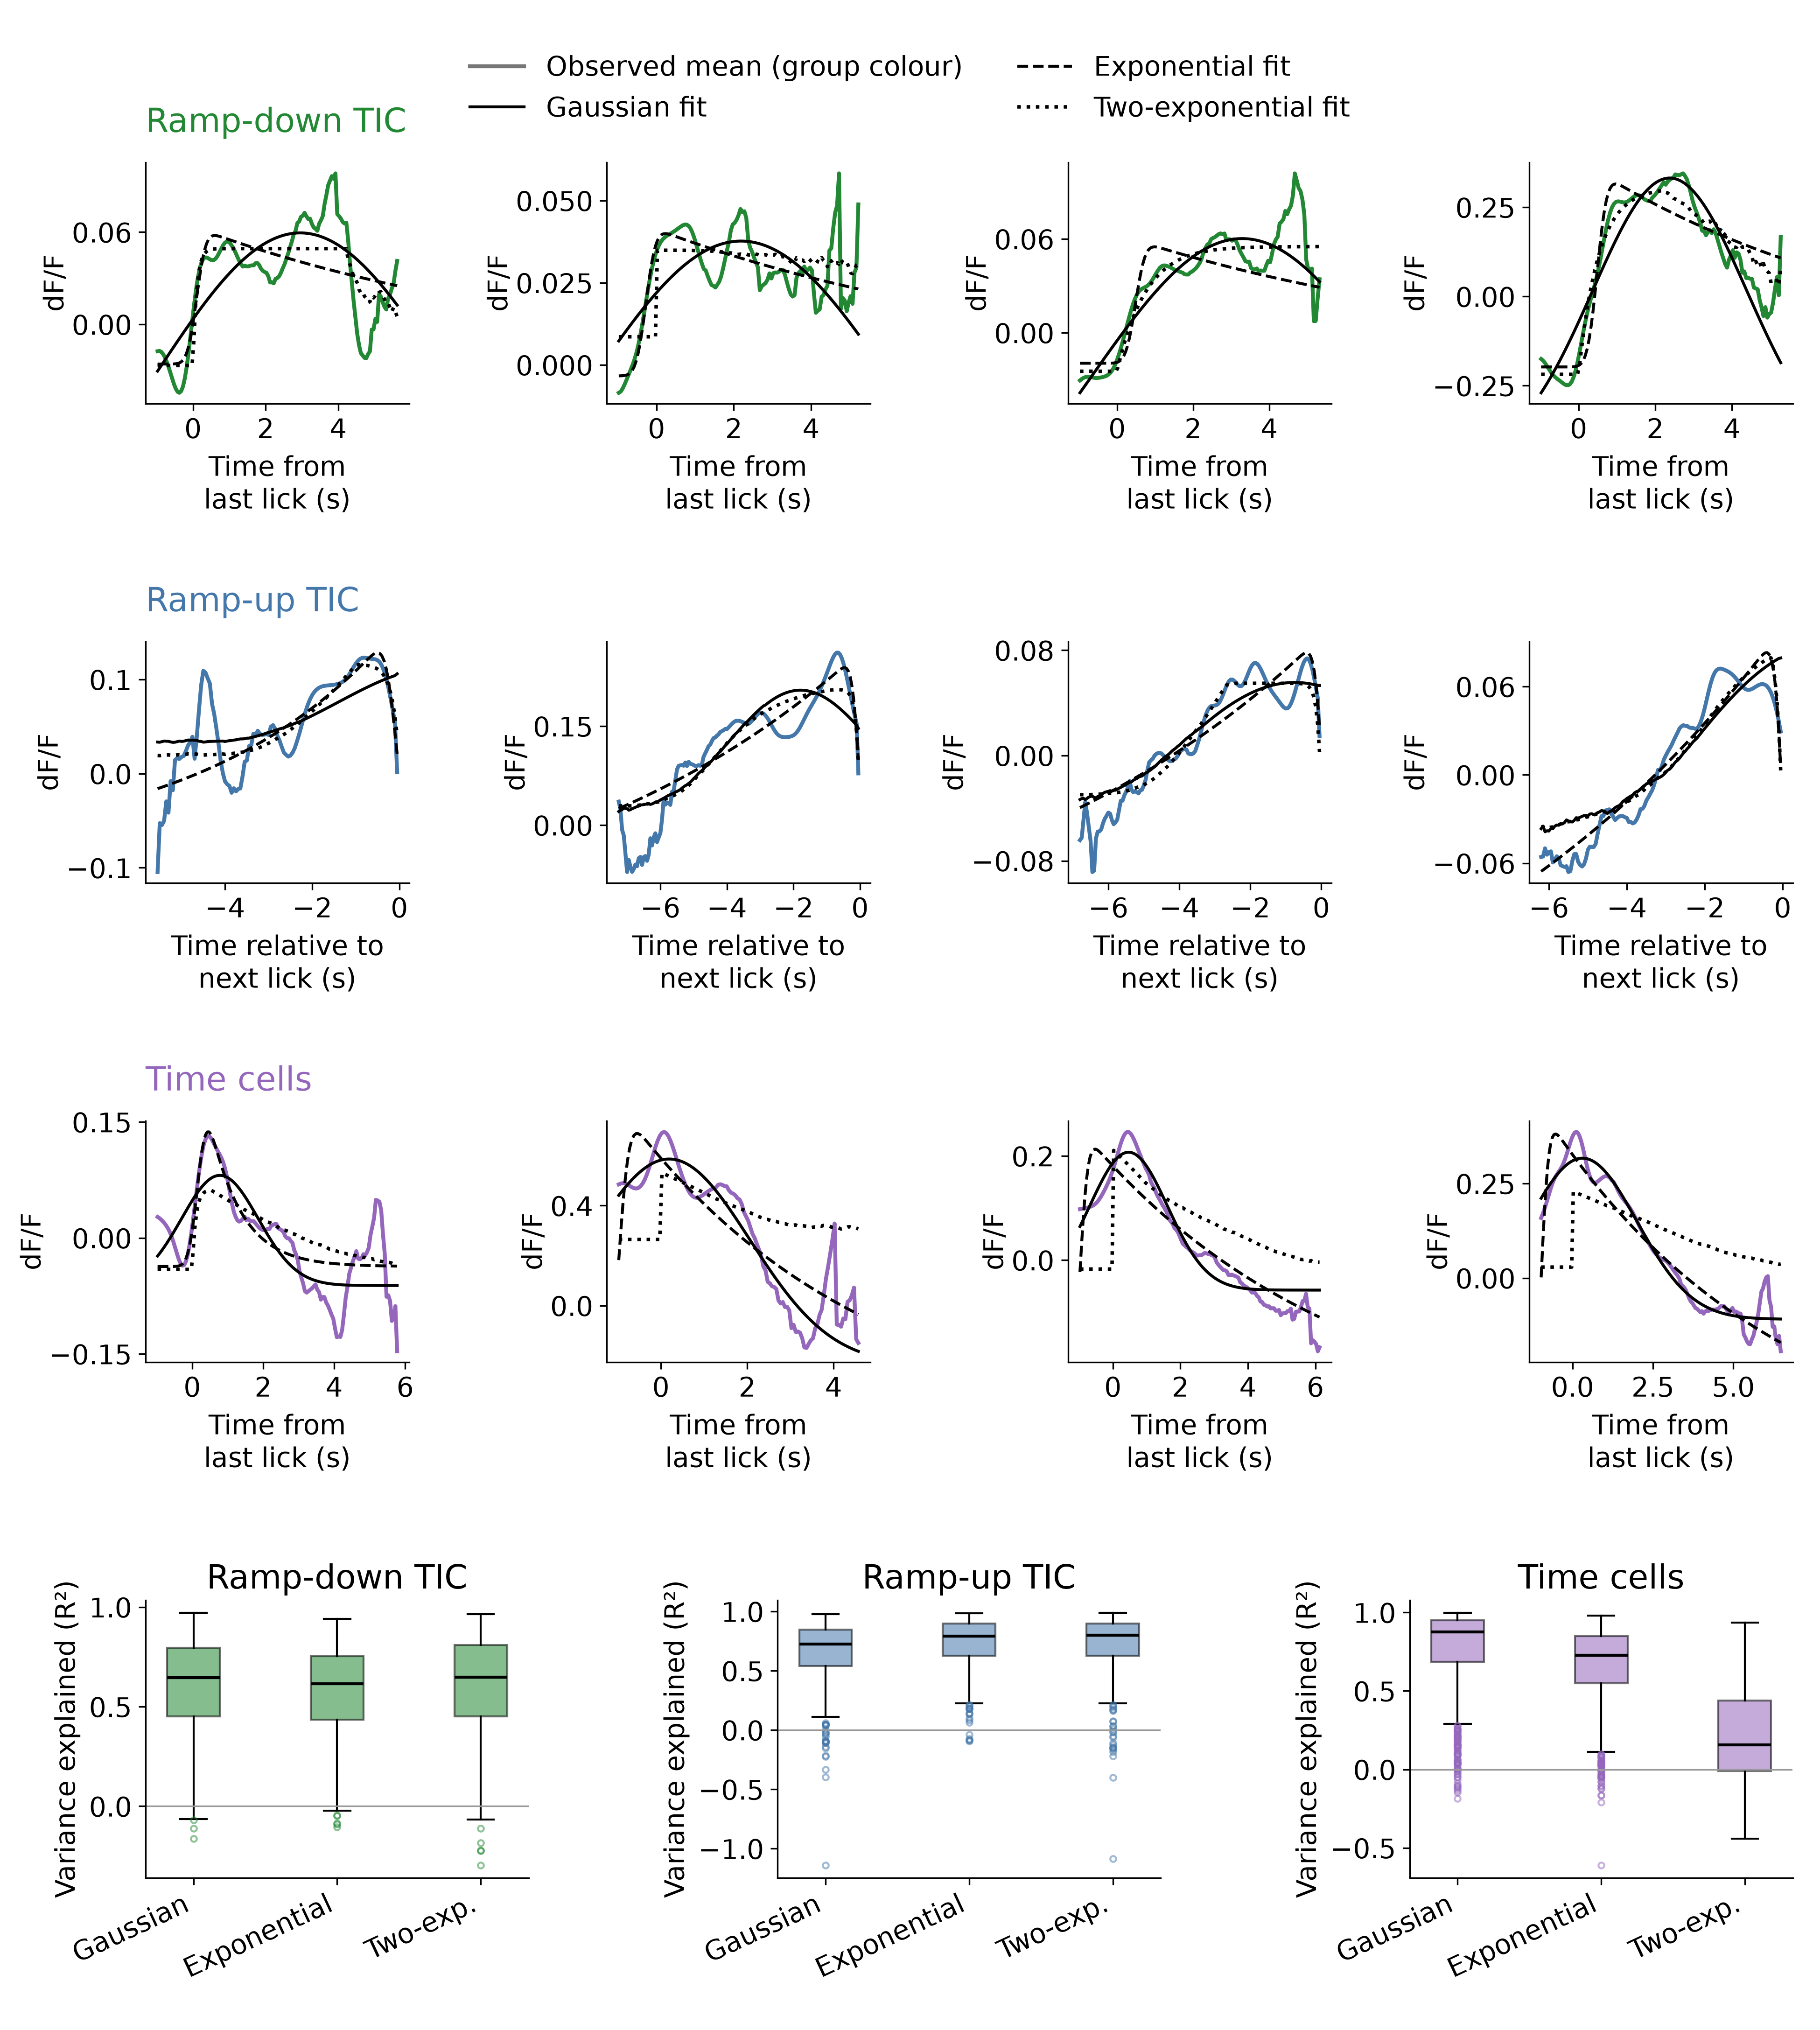 Observed mean (group colour)
Gaussian fit
Exponential fit
Two-exponential fit
Ramp-down TIC
dF/F
0.06
0.00
0 2 4
Time from
last lick (s)
dF/F
0.050
0.025
0.000
0 2 4
Time from
last lick (s)
dF/F
0.06
0.00
0 2 4
Time from
last lick (s)
dF/F
0.25
0.00
−0.25
0 2 4
Time from
last lick (s)
Ramp-up TIC
dF/F
0.1
0.0
−0.1
−4 −2 0
Time relative to
next lick (s)
dF/F
0.15
0.00
−6 −4 −2 0
Time relative to
next lick (s)
dF/F
0.08
0.00
−0.08
−6 −4 −2 0
Time relative to
next lick (s)
dF/F
0.06
0.00
−0.06
−6 −4 −2 0
Time relative to
next lick (s)
Time cells
dF/F
0.15
0.00
−0.15
0 2 4 6
Time from
last lick (s)
dF/F
0.4
0.0
0 2 4
Time from
last lick (s)
dF/F
0.2
0.0
0 2 4 6
Time from
last lick (s)
dF/F
0.25
0.00
0.0 2.5 5.0
Time from
last lick (s)
Ramp-down TIC
Variance explained (R²)
1.0
0.5
0.0
Gaussian
Exponential
Two-exp.
Ramp-up TIC
Variance explained (R²)
1.0
0.5
0.0
−0.5
−1.0
Gaussian
Exponential
Two-exp.
Time cells
Variance explained (R²)
1.0
0.5
0.0
−0.5
Gaussian
Exponential
Two-exp.